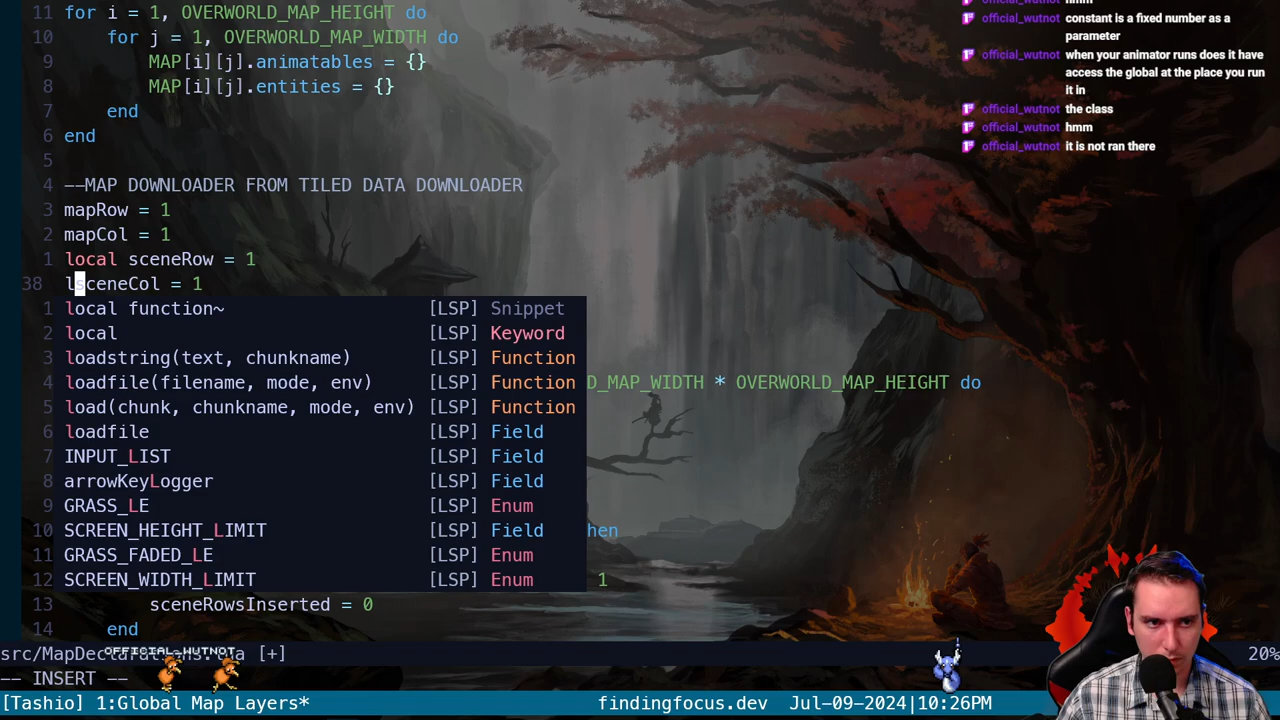 11 for i = 1, OVERWORLD_MAP_HEIGHT do
10 for j = 1, OVERWORLD_MAP_WIDTH do
9 MAP[i][j].animatables = {}
8 MAP[i][j].entities = {}
7 end
6 end
5
4 --MAP DOWNLOADER FROM TILED DATA DOWNLOADER
3 mapRow = 1
2 mapCol = 1
1 local sceneRow = 1
38 lsceneCol = 1
1 local function~ [LSP] Snippet
2 local [LSP] Keyword
3 loadstring(text, chunkname) [LSP] Function
4 loadfile(filename, mode, env) [LSP] Function D_MAP_WIDTH * OVERWORLD_MAP_HEIGHT do
5 load(chunk, chunkname, mode, env) [LSP] Function
6 loadfile [LSP] Field
7 INPUT_LIST [LSP] Field
8 arrowKeyLogger [LSP] Field
9 GRASS_LE [LSP] Enum
10 SCREEN_HEIGHT_LIMIT [LSP] Field hen
11 GRASS_FADED_LE [LSP] Enum
12 SCREEN_WIDTH_LIMIT [LSP] Enum 1
13 sceneRowsInserted = 0
14 end
OFFICIAL_WUTNOT
[+] 20%
-- INSERT --
[Tashio] 1:Global Map Layers* findingfocus.dev Jul-09-2024|10:26PM
official_wutnot constant is a fixed number as a
parameter
official_wutnot when your animator runs does it have
access the global at the place you run
it in
official_wutnot the class
official_wutnot hmm
official_wutnot it is not ran there